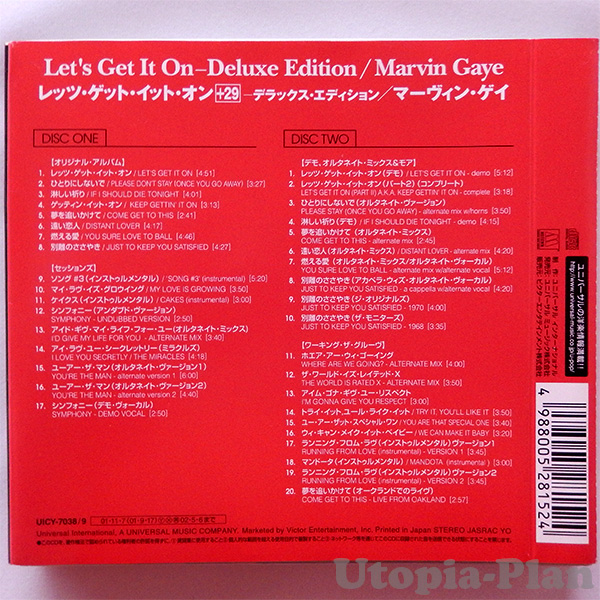 Let's Get It On–Deluxe Edition / Marvin Gaye
レッツ・ゲット・イット・オン +29 –デラックス・エディション／マーヴィン・ゲイ
DISC ONE
【オリジナル・アルバム】
1. レッツ・ゲット・イット・オン / LET'S GET IT ON [4:51]
2. ひとりにしないで / PLEASE DON'T STAY (ONCE YOU GO AWAY) [3:27]
3. 淋しい祈り / IF I SHOULD DIE TONIGHT [4:01]
4. ゲッティン・イット・オン / KEEP GETTIN' IT ON [3:13]
5. 夢を追いかけて / COME GET TO THIS [2:41]
6. 遠い恋人 / DISTANT LOVER [4:17]
7. 燃える愛 / YOU SURE LOVE TO BALL [4:48]
8. 別離のささやき / JUST TO KEEP YOU SATISFIED [4:27]
【セッションズ】
9. ソング #3 (インストゥルメンタル) / 'SONG #3' (instrumental) [5:20]
10. マイ・ラヴ・イズ・グロウイング / MY LOVE IS GROWING [3:50]
11. ケイクス (インストゥルメンタル) / CAKES (instrumental) [3:09]
12. シンフォニー (アンダブド・ヴァージョン)
SYMPHONY - UNDUBBED VERSION [2:50]
13. アイド・ギヴ・マイ・ライフ・フォー・ユー (オルタネイト・ミックス)
I'D GIVE MY LIFE FOR YOU - ALTERNATE MIX [3:30]
14. アイ・ラヴ・ユー・シークレットリー (ミラクルズ)
I LOVE YOU SECRETLY / THE MIRACLES [4:18]
15. ユーアー・ザ・マン (オルタネイト・ヴァージョン1)
YOU'RE THE MAN - alternate version 1 [6:00]
16. ユーアー・ザ・マン (オルタネイト・ヴァージョン2)
YOU'RE THE MAN - alternate version 2 [4:40]
17. シンフォニー (デモ・ヴォーカル)
SYMPHONY - DEMO VOCAL [2:50]
DISC TWO
【デモ、オルタネイト・ミックス&モア】
1. レッツ・ゲット・イット・オン (デモ) / LET'S GET IT ON - demo [5:12]
2. レッツ・ゲット・イット・オン (パート2) (コンプリート)
LET'S GET IT ON (PART II) A.K.A. KEEP GETTIN' IT ON - complete [3:18]
3. ひとりにしないで (オルタネイト・ヴァージョン)
PLEASE STAY (ONCE YOU GO AWAY) - alternate mix w/horns [3:50]
4. 淋しい祈り (デモ) / IF I SHOULD DIE TONIGHT - demo [4:15]
5. 夢を追いかけて (オルタネイト・ミックス)
COME GET TO THIS - alternate mix [2:45]
6. 遠い恋人 (オルタネイト・ミックス) / DISTANT LOVER - alternate mix [4:20]
7. 燃える愛 (オルタネイト・ミックス／オルタネイト・ヴォーカル)
YOU SURE LOVE TO BALL - alternate mix w/alternate vocal [5:12]
8. 別離のささやき (アカペラ・ウィズ・オルタネイト・ヴォーカル)
JUST TO KEEP YOU SATISFIED - a cappella w/alternate vocal [4:36]
9. 別離のささやき (ジ・オリジナルズ)
JUST TO KEEP YOU SATISFIED - 1970 [4:00]
10. 別離のささやき (ザ・モニターズ)
JUST TO KEEP YOU SATISFIED - 1968 [3:35]
【ワーキング・ザ・グルーヴ】
11. ホエア・アー・ウィ・ゴーイング
WHERE ARE WE GOING? - ALTERNATE MIX [4:00]
12. ザ・ワールド・イズ・レイテッド・X
THE WORLD IS RATED X - ALTERNATE MIX [3:50]
13. アイム・ゴナ・ギヴ・ユー・リスペクト
I'M GONNA GIVE YOU RESPECT [3:00]
14. トライ・イット、ユール・ライク・イット / TRY IT, YOU'LL LIKE IT [3:50]
15. ユー・アー・ザット・スペシャル・ワン / YOU ARE THAT SPECIAL ONE [3:40]
16. ウィ・キャン・メイク・イット・ベイビー / WE CAN MAKE IT BABY [3:20]
17. ランニング・フロム・ラヴ (インストゥルメンタル) ヴァージョン1
RUNNING FROM LOVE (instrumental) - VERSION 1 [3:00]
18. マンドータ (インストゥルメンタル) / MANDOTA (instrumental) [3:00]
19. ランニング・フロム・ラヴ (インストゥルメンタル) ヴァージョン2
RUNNING FROM LOVE (instrumental) - VERSION 2 [4:00]
20. 夢を追いかけて (オークランドでのライヴ)
COME GET TO THIS - LIVE FROM OAKLAND [2:57]
UICY-7038/9
Universal International. A UNIVERSAL MUSIC COMPANY. Marketed by Victor Entertainment, Inc. Printed in Japan STEREO JASRAC YO
ユニバーサルの洋楽情報満載!!
4 988005 281524
Utopia-Plan